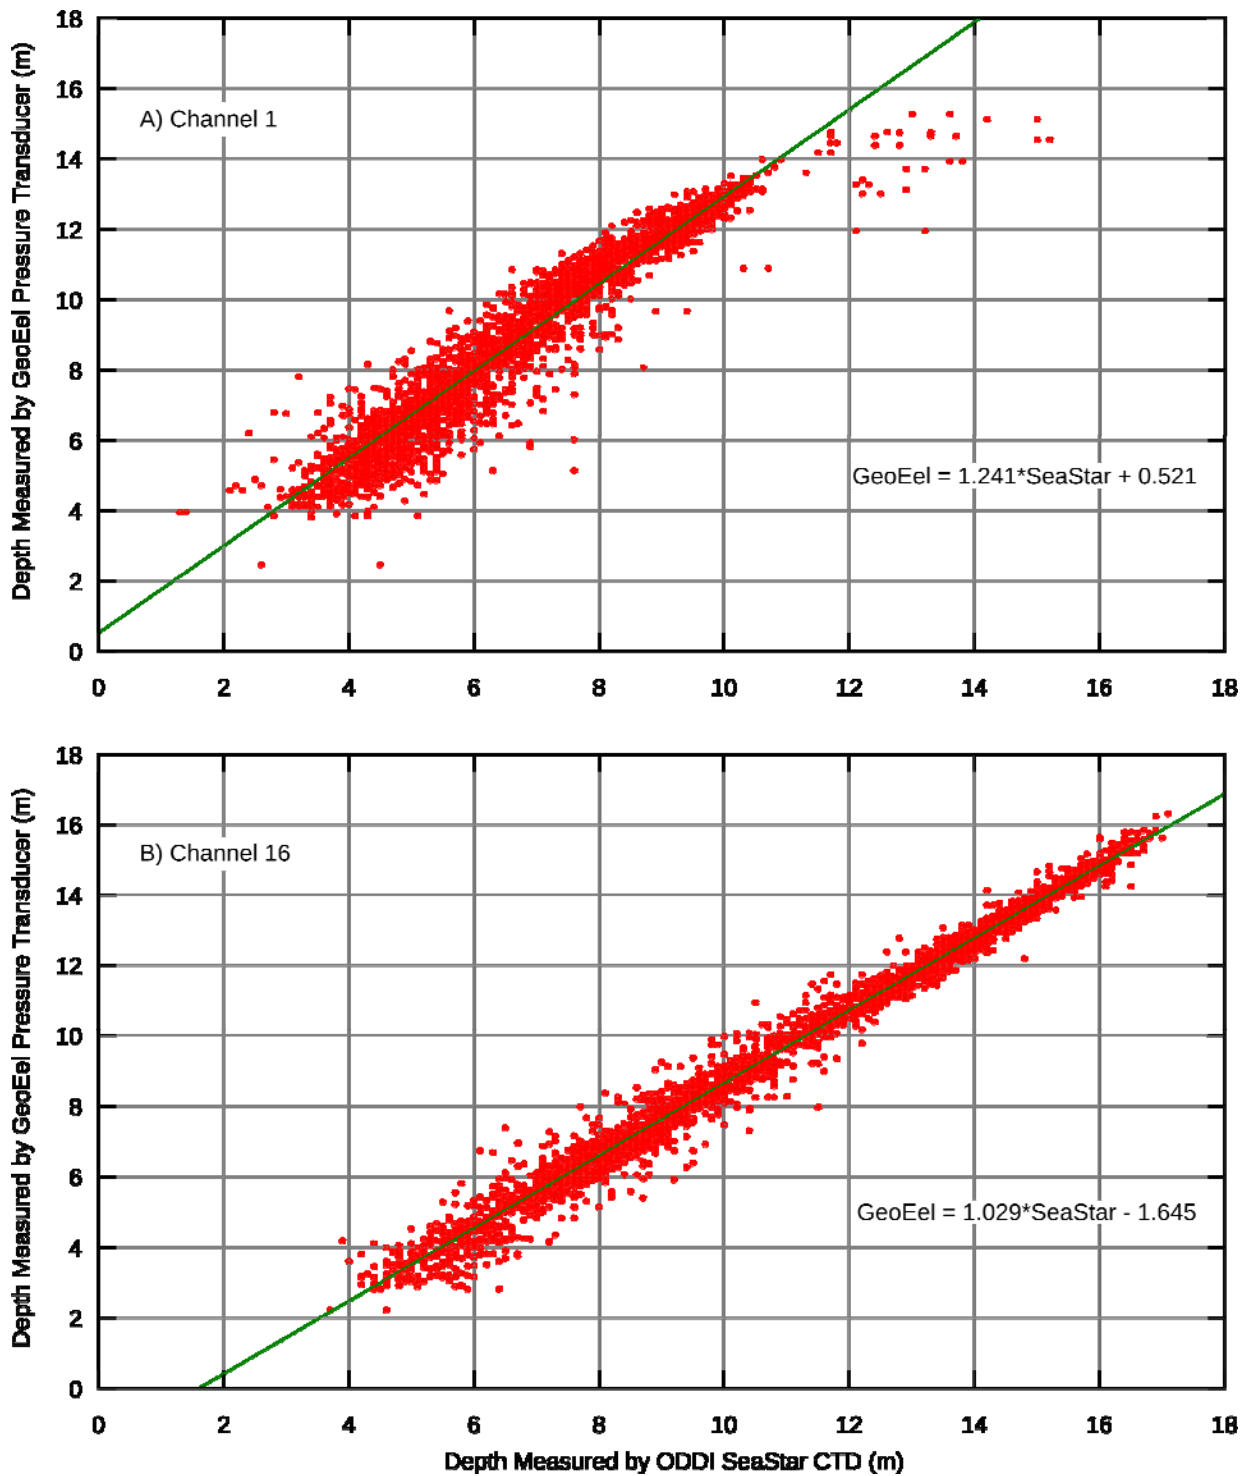 Depth Measured by GeoEel Pressure Transducer (m)
18
16
14
12
10
8
6
4
2
0
A) Channel 1
GeoEel = 1.241*SeaStar + 0.521
0 2 4 6 8 10 12 14 16 18
Depth Measured by GeoEel Pressure Transducer (m)
18
16
14
12
10
8
6
4
2
0
B) Channel 16
GeoEel = 1.029*SeaStar - 1.645
0 2 4 6 8 10 12 14 16 18
Depth Measured by ODDI SeaStar CTD (m)